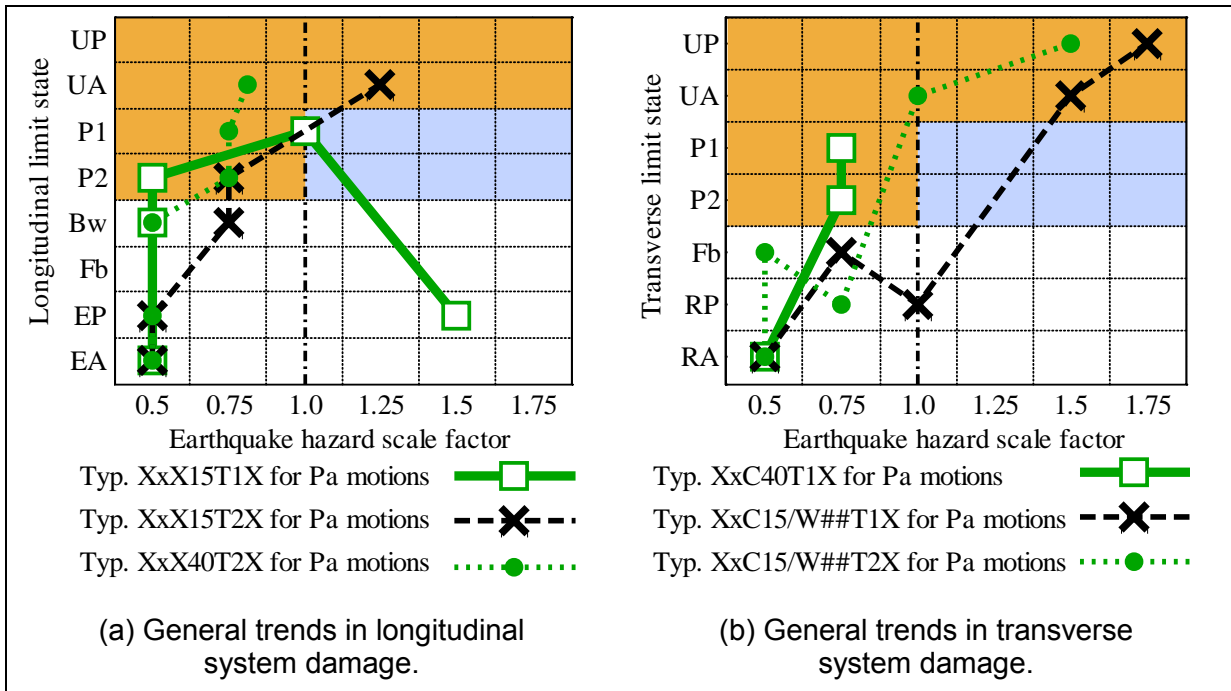 Longitudinal limit state
UP
UA
P1
P2
Bw
Fb
EP
EA
0.5 0.75 1.0 1.25 1.5 1.75
Earthquake hazard scale factor
Typ. XxX15T1X for Pa motions
Typ. XxX15T2X for Pa motions
Typ. XxX40T2X for Pa motions
(a) General trends in longitudinal
system damage.
Transverse limit state
UP
UA
P1
P2
Fb
RP
RA
0.5 0.75 1.0 1.25 1.5 1.75
Earthquake hazard scale factor
Typ. XxC40T1X for Pa motions
Typ. XxC15/W##T1X for Pa motions
Typ. XxC15/W##T2X for Pa motions
(b) General trends in transverse
system damage.